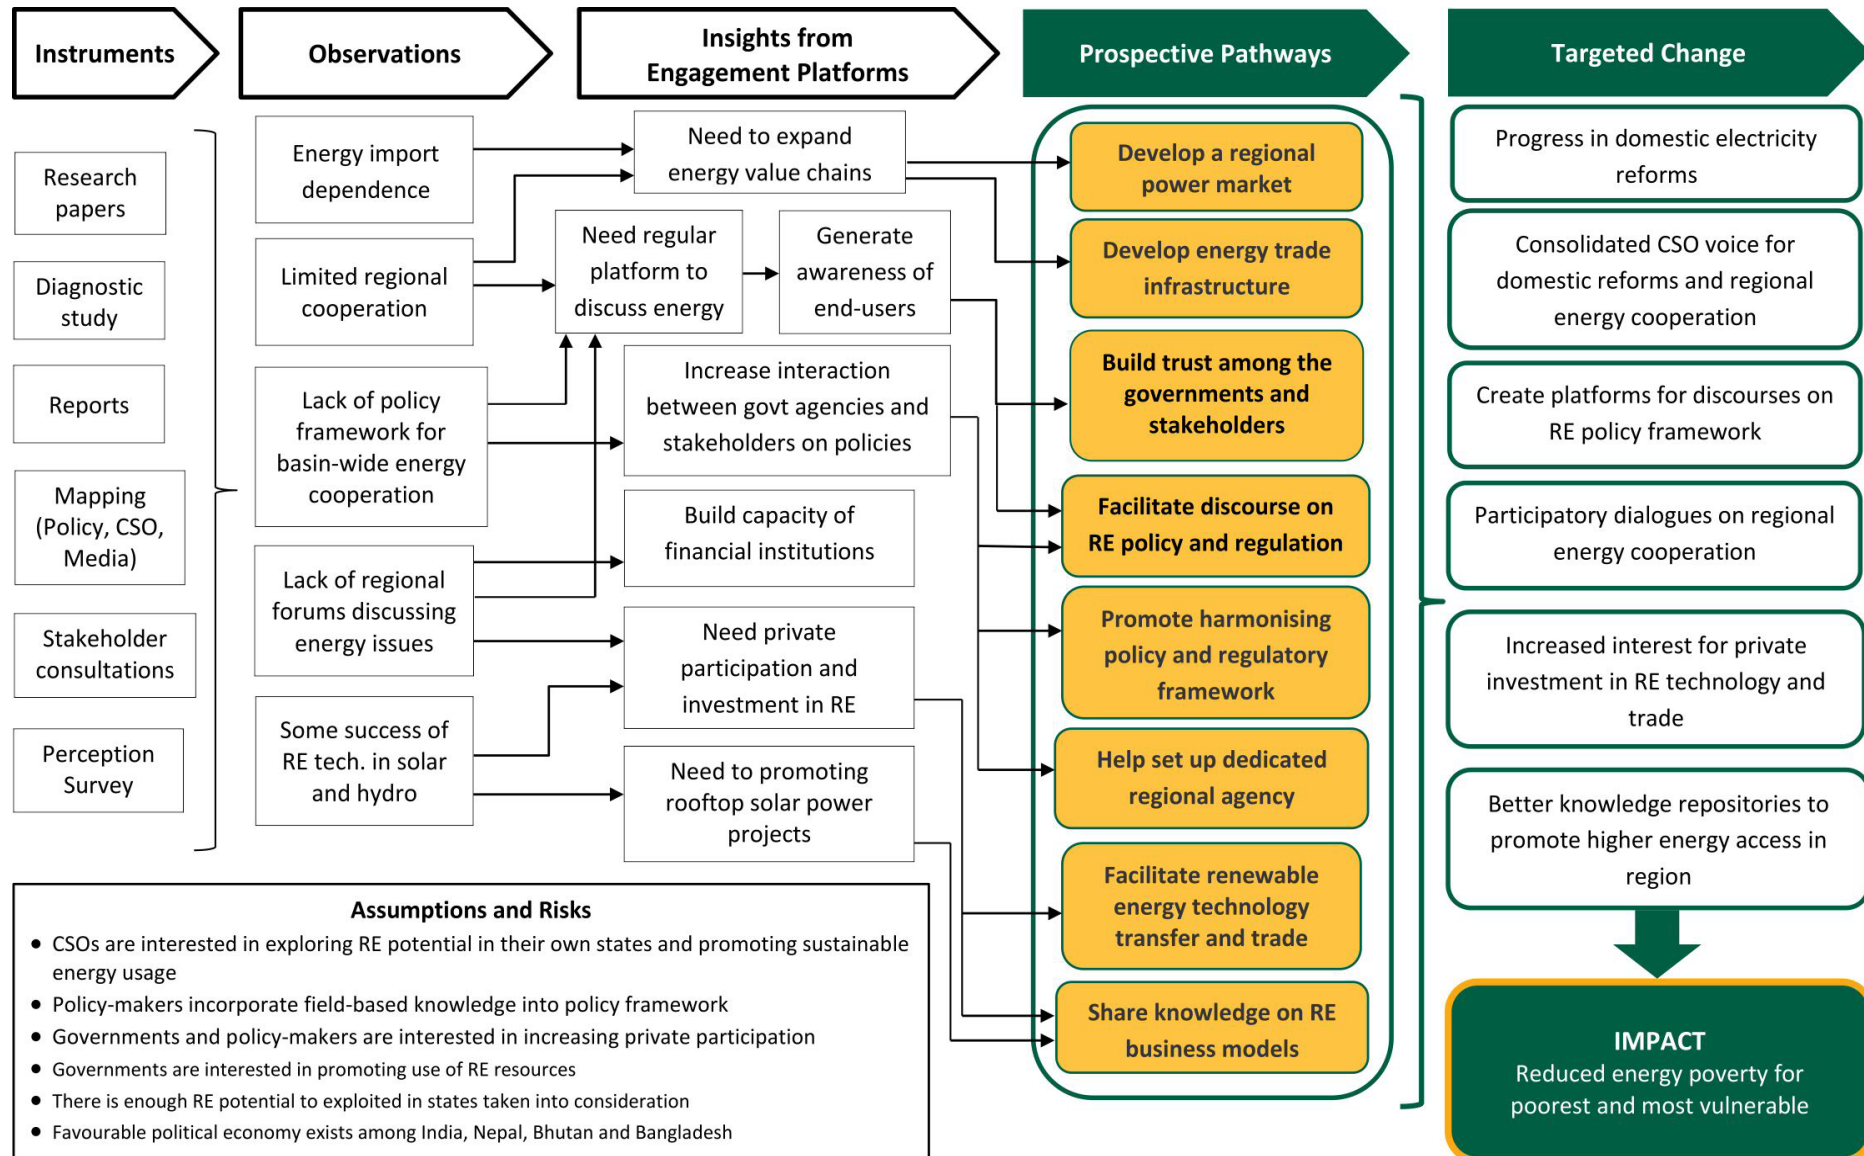 Instruments
Observations
Insights from
Engagement Platforms
Prospective Pathways
Targeted Change
Research
papers
Diagnostic
study
Reports
Mapping
(Policy, CSO,
Media)
Stakeholder
consultations
Perception
Survey
Energy import
dependence
Limited regional
cooperation
Lack of policy
framework for
basin-wide energy
cooperation
Lack of regional
forums discussing
energy issues
Some success of
RE tech. in solar
and hydro
Need to expand
energy value chains
Need regular
platform to
discuss energy
Generate
awareness of
end-users
Increase interaction
between govt agencies and
stakeholders on policies
Build capacity of
financial institutions
Need private
participation and
investment in RE
Need to promoting
rooftop solar power
projects
Develop a regional
power market
Develop energy trade
infrastructure
Build trust among the
governments and
stakeholders
Facilitate discourse on
RE policy and regulation
Promote harmonising
policy and regulatory
framework
Help set up dedicated
regional agency
Facilitate renewable
energy technology
transfer and trade
Share knowledge on RE
business models
Progress in domestic electricity
reforms
Consolidated CSO voice for
domestic reforms and regional
energy cooperation
Create platforms for discourses on
RE policy framework
Participatory dialogues on regional
energy cooperation
Increased interest for private
investment in RE technology and
trade
Better knowledge repositories to
promote higher energy access in
region
IMPACT
Reduced energy poverty for
poorest and most vulnerable
Assumptions and Risks
• CSOs are interested in exploring RE potential in their own states and promoting sustainable
energy usage
• Policy-makers incorporate field-based knowledge into policy framework
• Governments and policy-makers are interested in increasing private participation
• Governments are interested in promoting use of RE resources
• There is enough RE potential to exploited in states taken into consideration
• Favourable political economy exists among India, Nepal, Bhutan and Bangladesh